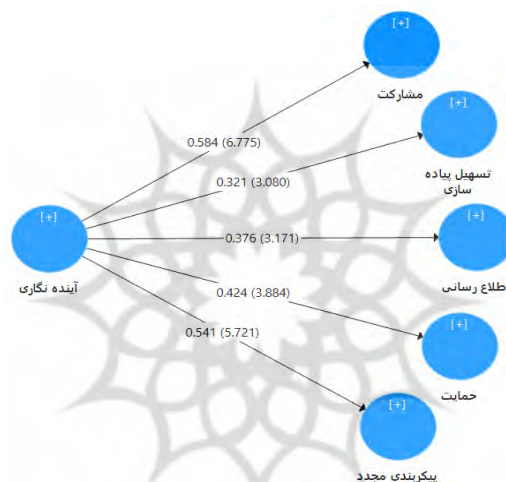 [+]
مشارکت
0.584 (6.775)
[+]
تسهیل پیاده
سازی
0.321 (3.080)
[+]
آینده نگاری
0.376 (3.171)
[+]
طلاع رسانی
0.424 (3.884)
[+]
حمایت
0.541 (5.721)
[+]
پیکربندی مجدد